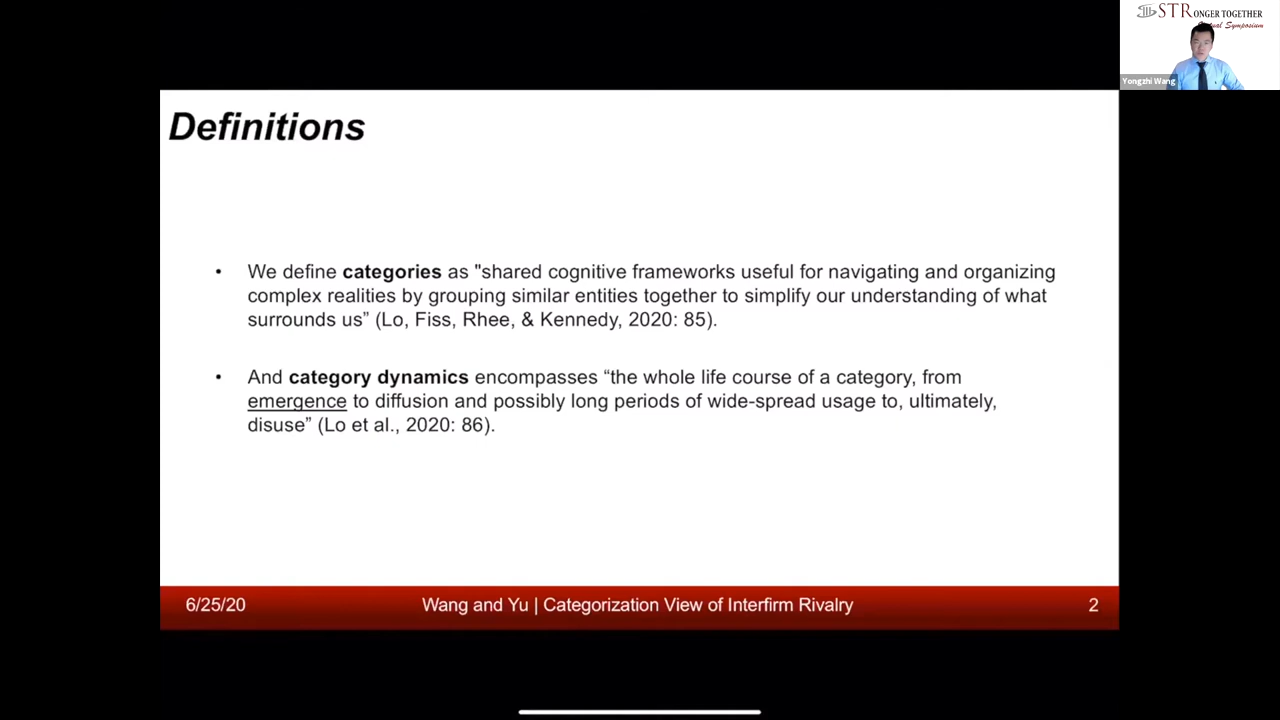 STRONGER TOGETHER
Virtual Symposium
Yongzhi Wang
Definitions
• We define categories as "shared cognitive frameworks useful for navigating and organizing
complex realities by grouping similar entities together to simplify our understanding of what
surrounds us” (Lo, Fiss, Rhee, & Kennedy, 2020: 85).
• And category dynamics encompasses “the whole life course of a category, from
emergence to diffusion and possibly long periods of wide-spread usage to, ultimately,
disuse” (Lo et al., 2020: 86).
6/25/20 Wang and Yu | Categorization View of Interfirm Rivalry 2